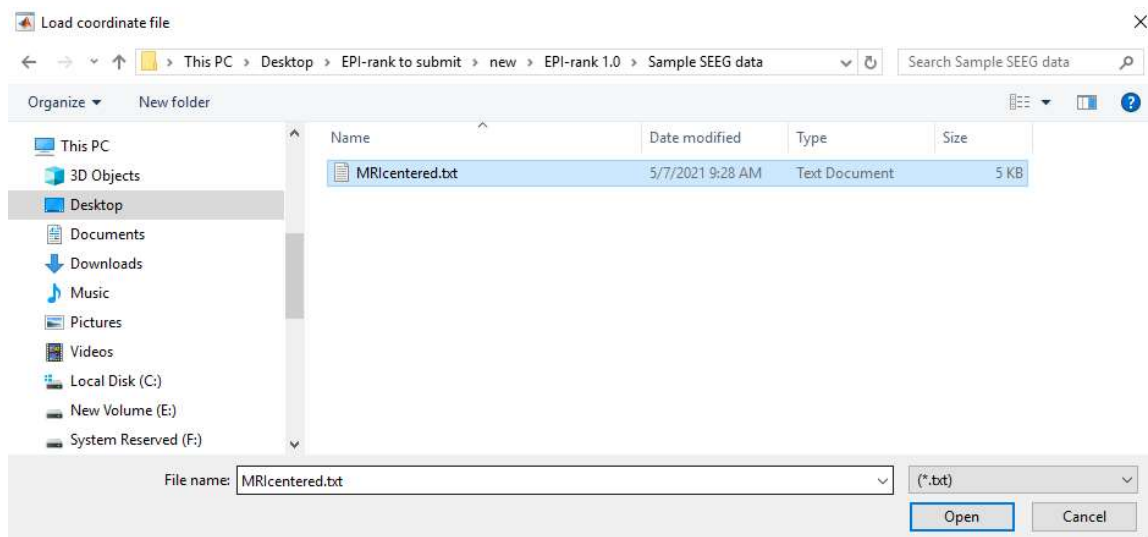 Load coordinate file
This PC > Desktop > EPI-rank to submit > new > EPI-rank 1.0 > Sample SEEG data
Search Sample SEEG data
Organize
New folder
Name
Date modified
Type
Size
This PC
MRIcentered.txt
5/7/2021 9:28 AM
Text Document
5 KB
3D Objects
Desktop
Documents
Downloads
Music
Pictures
Videos
Local Disk (C:)
New Volume (E:)
System Reserved (F:)
File name: MRIcentered.txt
(*.txt)
Open
Cancel